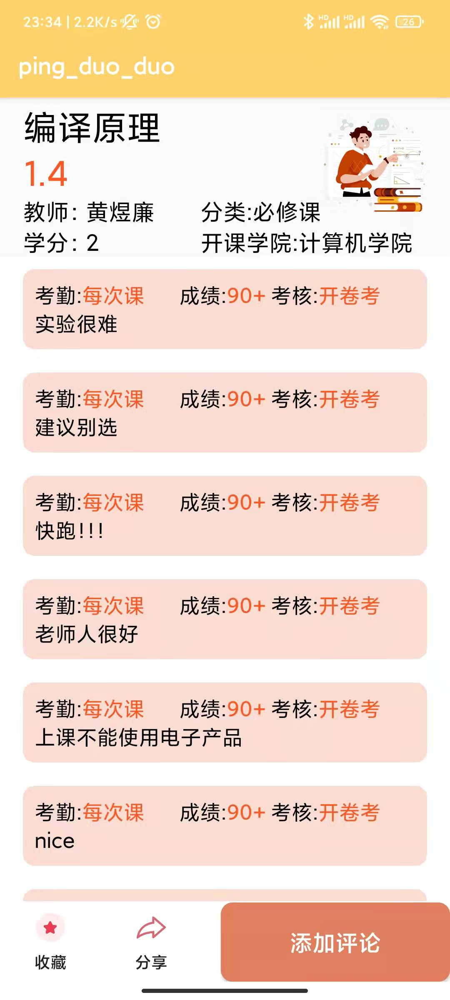 23:34 | 2.2K/s
HD HD 26
ping_duo_duo
编译原理
1.4
教师：黄煜廉 分类:必修课
学分：2 开课学院:计算机学院
考勤:每次课 成绩:90+ 考核:开卷考
实验很难
考勤:每次课 成绩:90+ 考核:开卷考
建议别选
考勤:每次课 成绩:90+ 考核:开卷考
快跑!!!
考勤:每次课 成绩:90+ 考核:开卷考
老师人很好
考勤:每次课 成绩:90+ 考核:开卷考
上课不能使用电子产品
考勤:每次课 成绩:90+ 考核:开卷考
nice
收藏 分享 添加评论